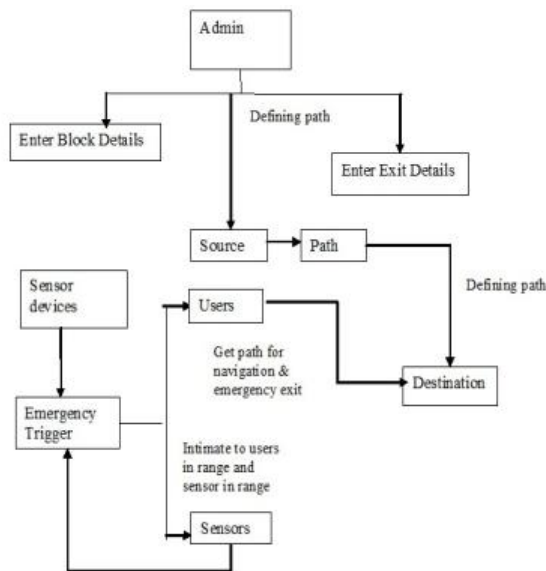 Admin
Defining path
Enter Block Details
Enter Exit Details
Source
Path
Sensor
devices
Users
Defining path
Get path for
navigation &
emergency exit
Destination
Emergency
Trigger
Intimate to users
in range and
sensor in range
Sensors